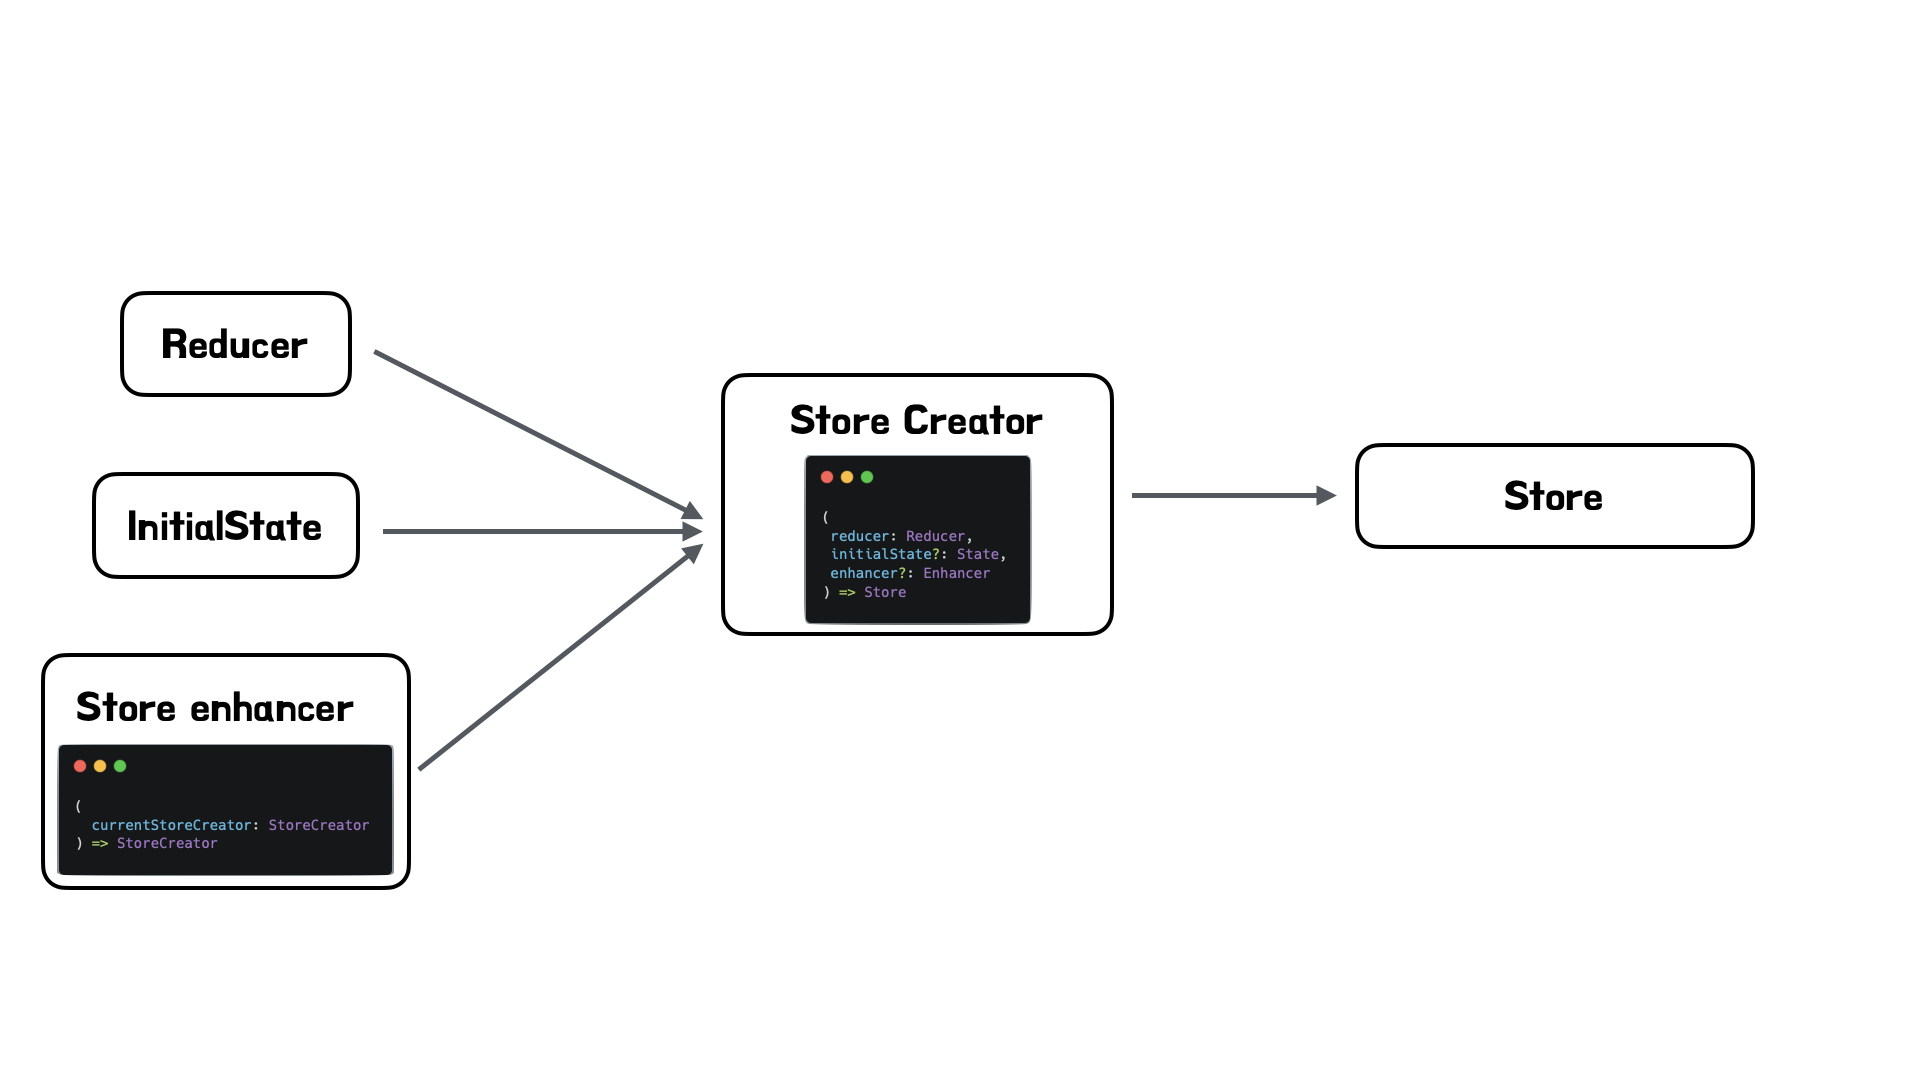 Reducer
InitialState
Store enhancer
(
currentStoreCreator: StoreCreator
) => StoreCreator
Store Creator
(
reducer: Reducer,
initialState?: State,
enhancer?: Enhancer
) => Store
Store